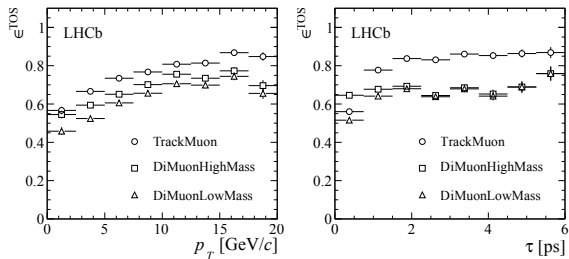 ε^TOS
1
0.8
0.6
0.4
0.2
0
LHCb
TrackMuon
DiMuonHighMass
DiMuonLowMass
0 5 10 15 20
p_T [GeV/c]
ε^TOS
1
0.8
0.6
0.4
0.2
0
LHCb
TrackMuon
DiMuonHighMass
DiMuonLowMass
0 2 4 6
τ [ps]